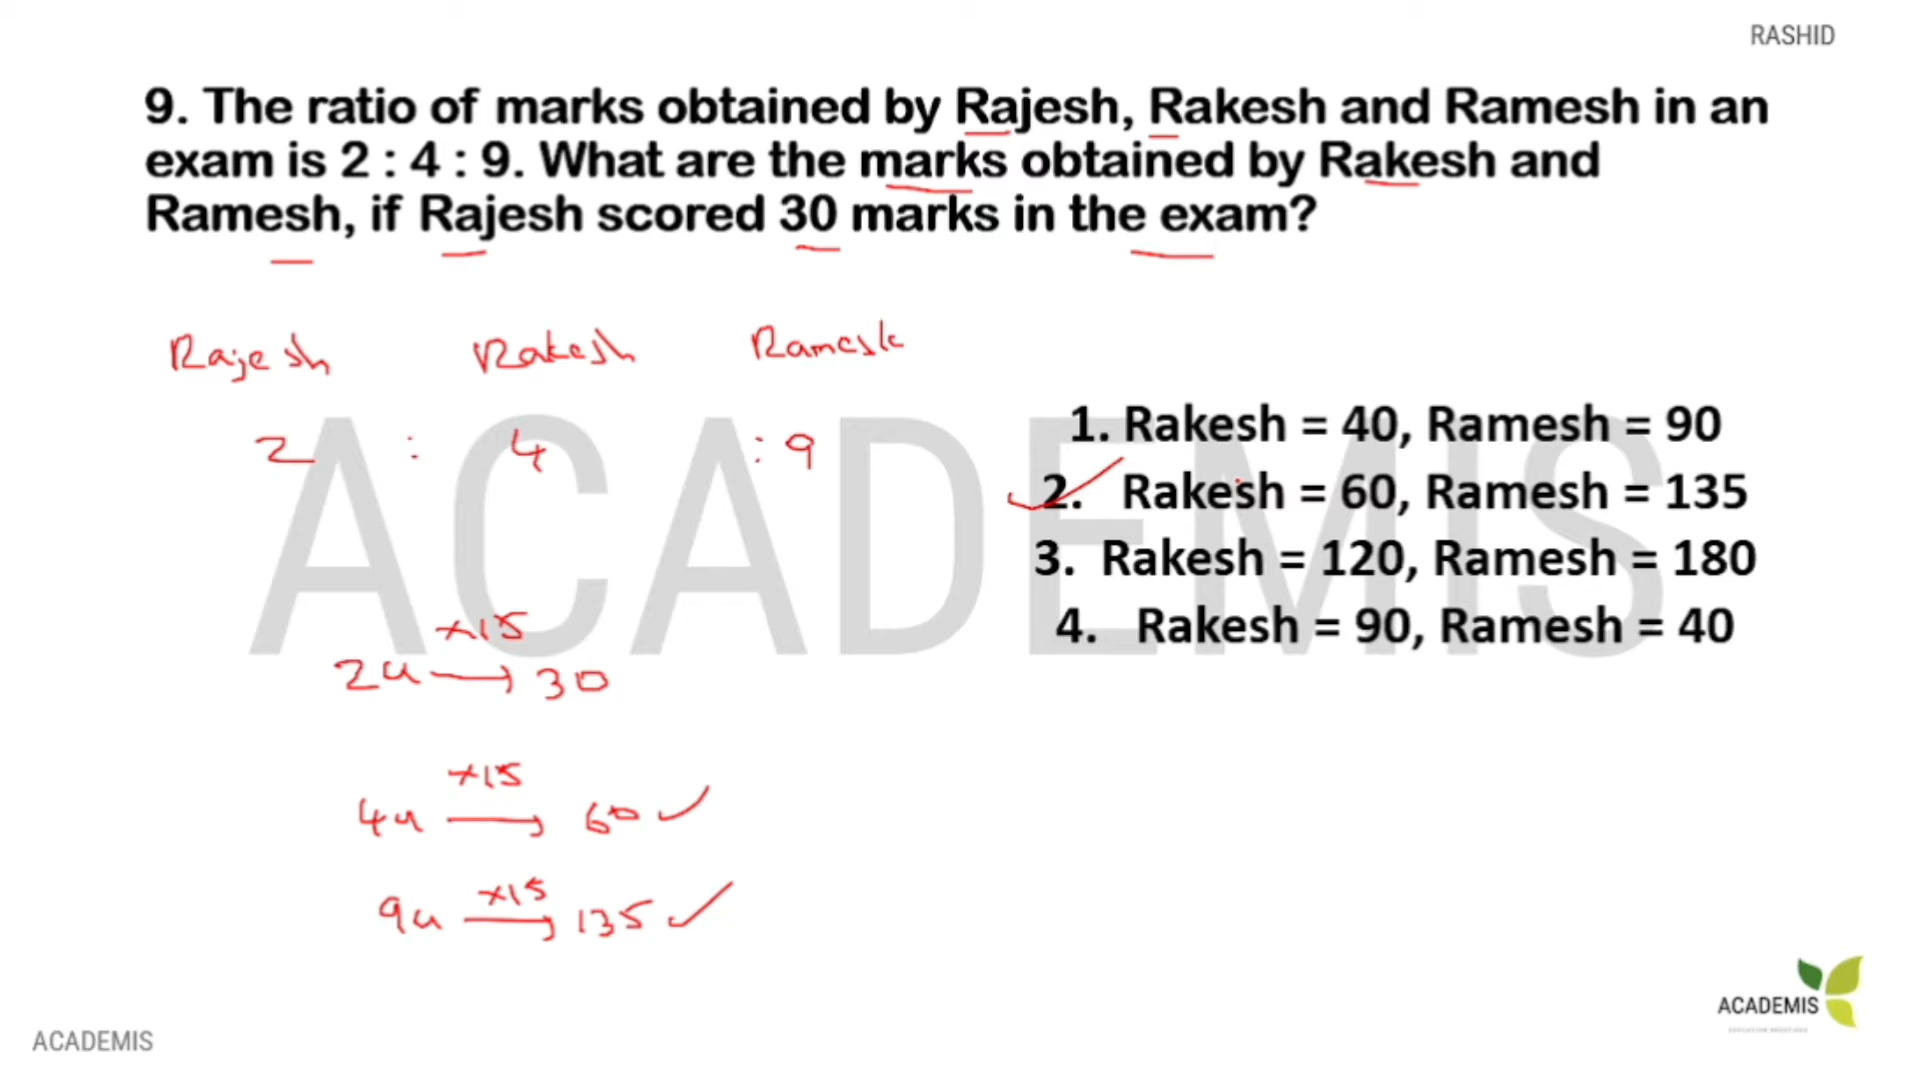 RASHID
9. The ratio of marks obtained by Rajesh, Rakesh and Ramesh in an
exam is 2 : 4 : 9. What are the marks obtained by Rakesh and
Ramesh, if Rajesh scored 30 marks in the exam?
Rajesh Rakesh Ramesh
2 : 4 : 9
ACADEMIS
1. Rakesh = 40, Ramesh = 90
2. Rakesh = 60, Ramesh = 135
3. Rakesh = 120, Ramesh = 180
4. Rakesh = 90, Ramesh = 40
×15
2u → 30
×15
4u → 60 ✓
×15
9u → 135 ✓
ACADEMIS
ACADEMIS